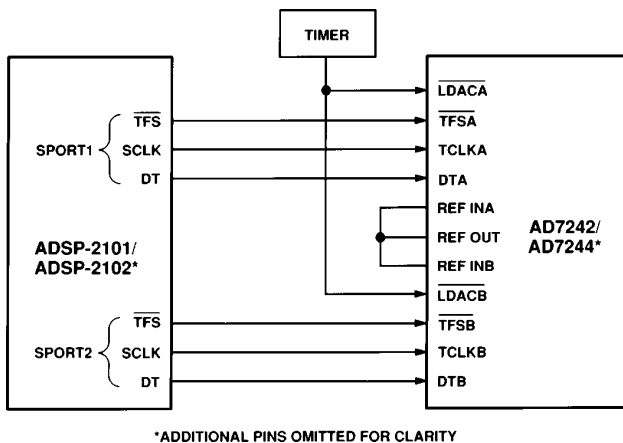 TIMER
LDACA
TFS
TFSA
SPORT1
SCLK
TCLKA
DT
DTA
REF INA
ADSP-2101/
ADSP-2102*
REF OUT
AD7242/
AD7244*
REF INB
LDACB
TFS
TFSB
SPORT2
SCLK
TCLKB
DT
DTB
*ADDITIONAL PINS OMITTED FOR CLARITY